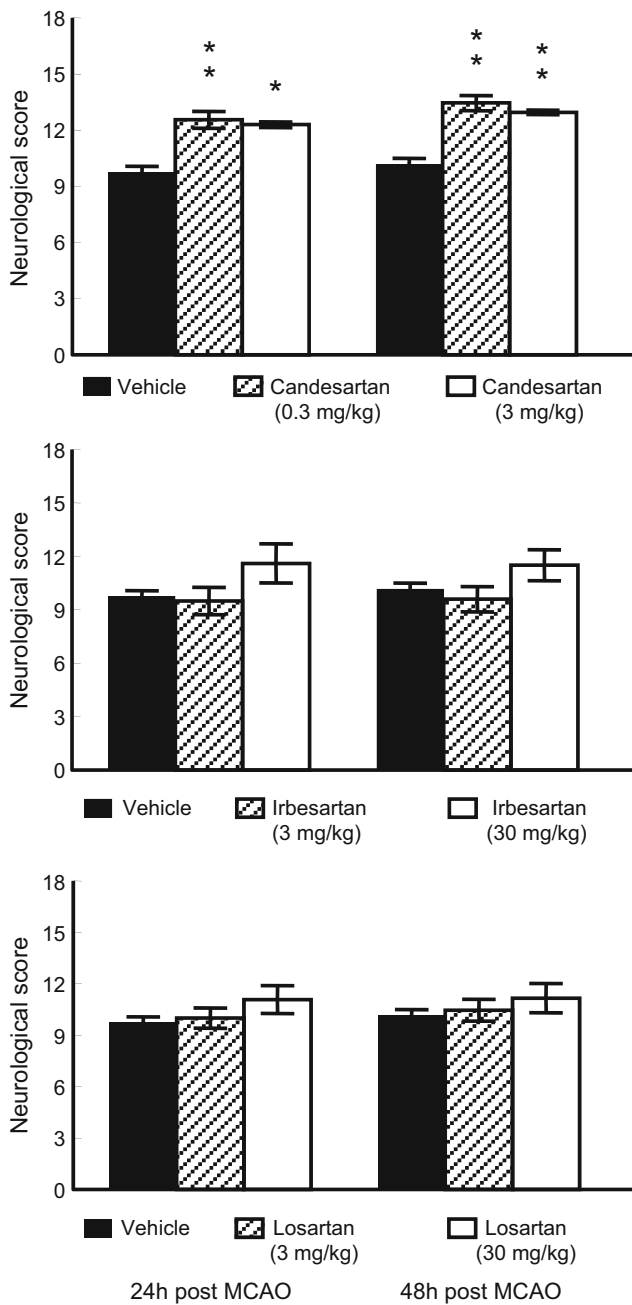 18
15
12
9
6
3
0
Neurological score
* *
* *
* *
* *
Vehicle Candesartan Candesartan
(0.3 mg/kg) (3 mg/kg)
18
15
12
9
6
3
0
Neurological score
Vehicle Irbesartan Irbesartan
(3 mg/kg) (30 mg/kg)
18
15
12
9
6
3
0
Neurological score
Vehicle Losartan Losartan
(3 mg/kg) (30 mg/kg)
24h post MCAO 48h post MCAO